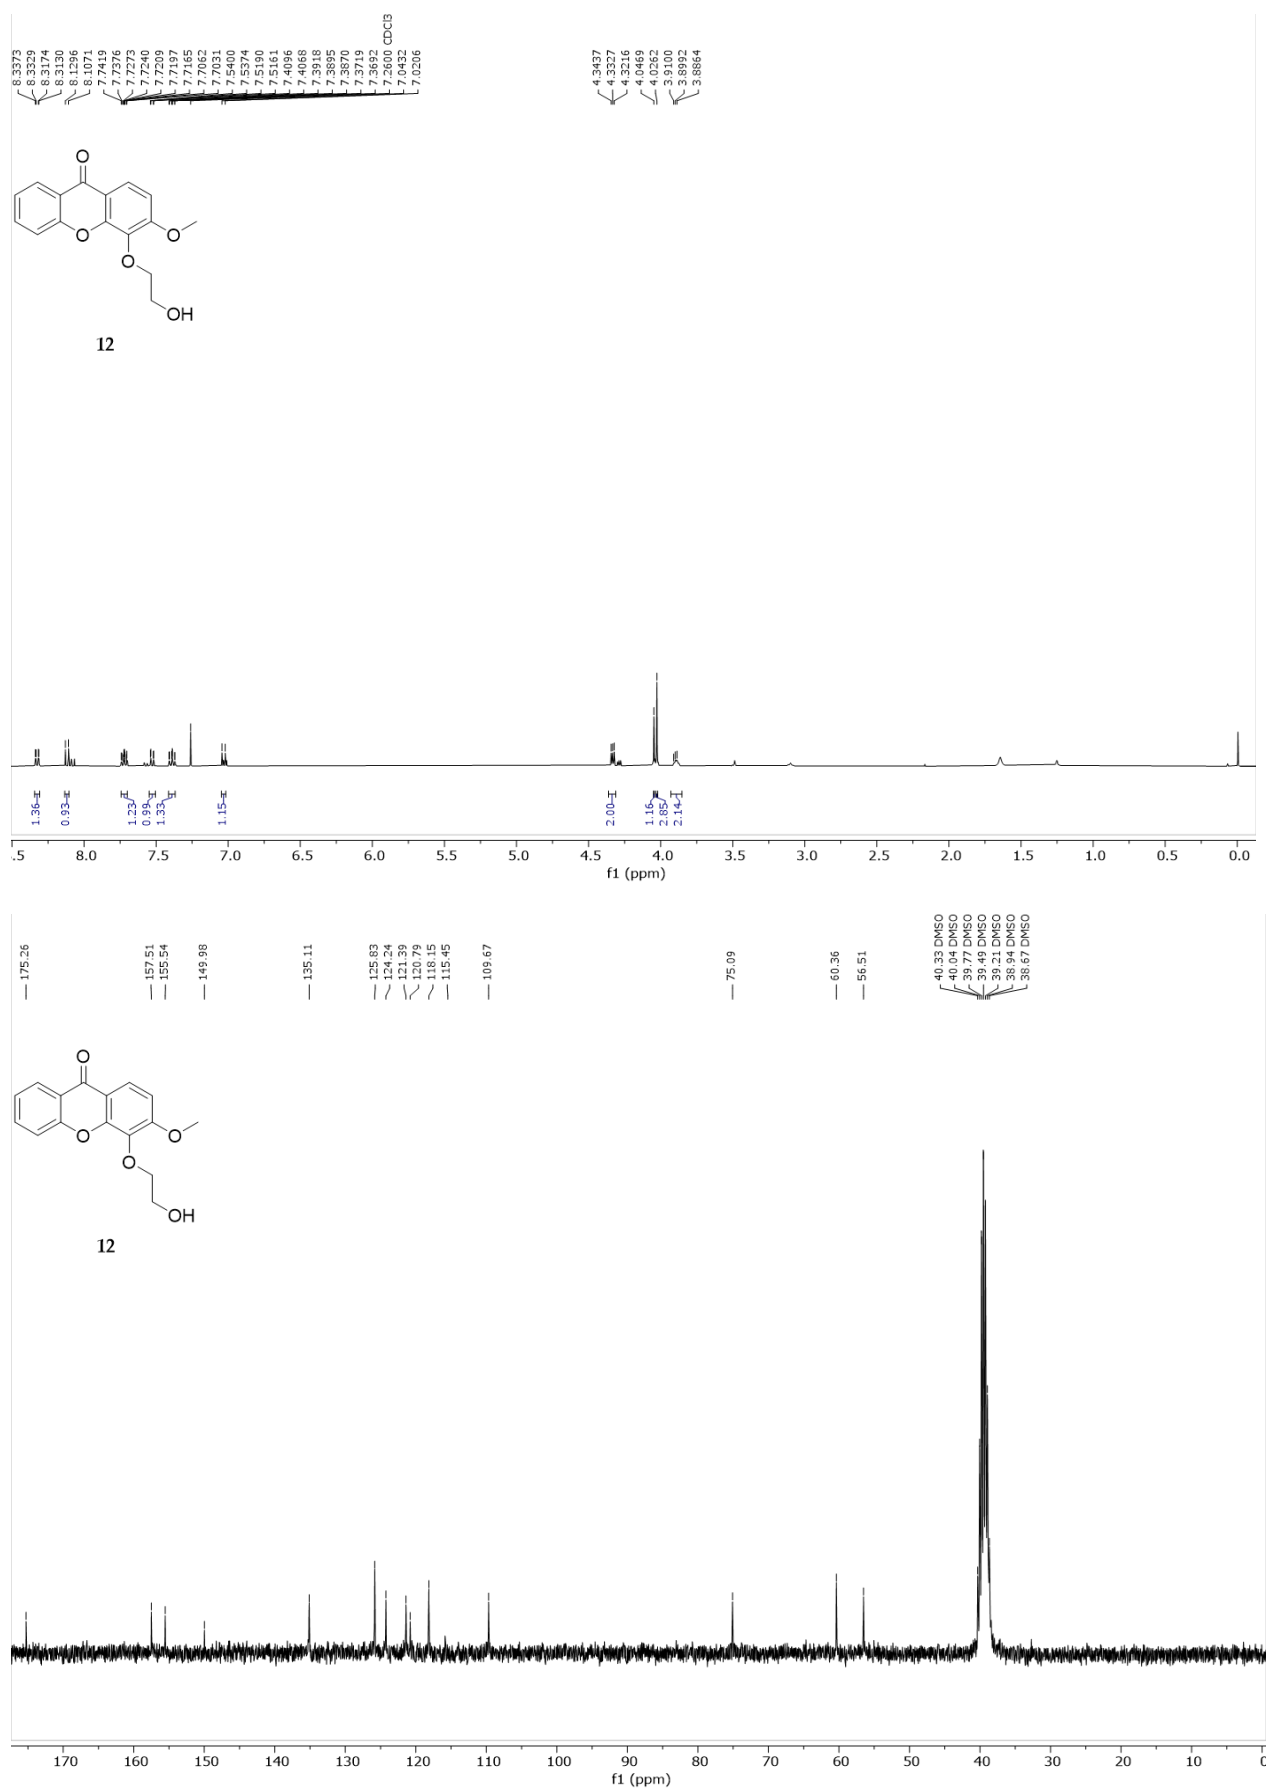 8.3373
8.3329
8.3174
8.3130
8.1296
8.1071
7.7419
7.7376
7.7273
7.7240
7.7209
7.7197
7.7165
7.7062
7.7031
7.5400
7.5374
7.5190
7.5161
7.4096
7.4068
7.3918
7.3895
7.3870
7.3719
7.3692
7.2600 CDCl3
7.0432
7.0206
4.3437
4.3327
4.3216
4.0469
4.0262
3.9100
3.8992
3.8864
O
O
O
O
OH
12
1.36
0.93
1.23
0.99
1.33
1.15
2.00
1.16
2.85
2.14
.5 8.0 7.5 7.0 6.5 6.0 5.5 5.0 4.5 4.0 3.5 3.0 2.5 2.0 1.5 1.0 0.5 0.0
f1 (ppm)
175.26
157.51
155.54
149.98
135.11
125.83
124.24
121.39
120.79
118.15
115.45
109.67
75.09
60.36
56.51
40.33 DMSO
40.04 DMSO
39.77 DMSO
39.49 DMSO
39.21 DMSO
38.94 DMSO
38.67 DMSO
O
O
O
O
OH
12
170 160 150 140 130 120 110 100 90 80 70 60 50 40 30 20 10 0
f1 (ppm)